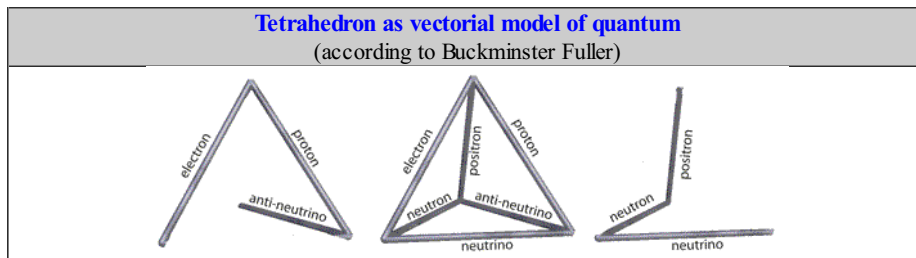 Tetrahedron as vectorial model of quantum
(according to Buckminster Fuller)
electron
proton
anti-neutrino
electron
positron
proton
neutron
anti-neutrino
neutrino
positron
neutron
neutrino